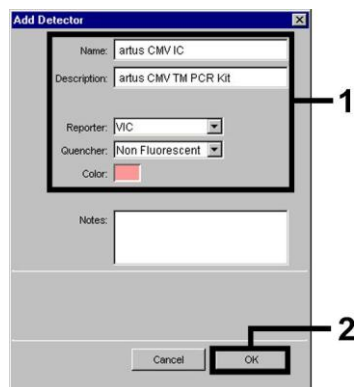 Add Detector
Name: artus CMV IC
Description: artus CMV TM PCR Kit
1
Reporter: VIC
Quencher: Non Fluorescent
Color:
Notes:
2
Cancel OK